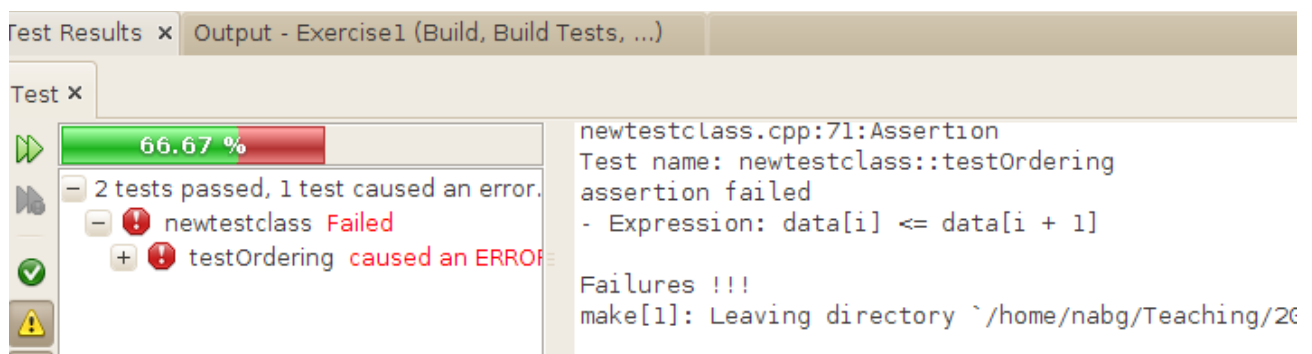 Test Results × Output - Exercise1 (Build, Build Tests, ...)
Test ×
66.67 %
2 tests passed, 1 test caused an error.
newtestclass Failed
testOrdering caused an ERROR
newtestclass.cpp:71:Assertion
Test name: newtestclass::testOrdering
assertion failed
- Expression: data[i] <= data[i + 1]
Failures !!!
make[1]: Leaving directory `/home/nabg/Teaching/20